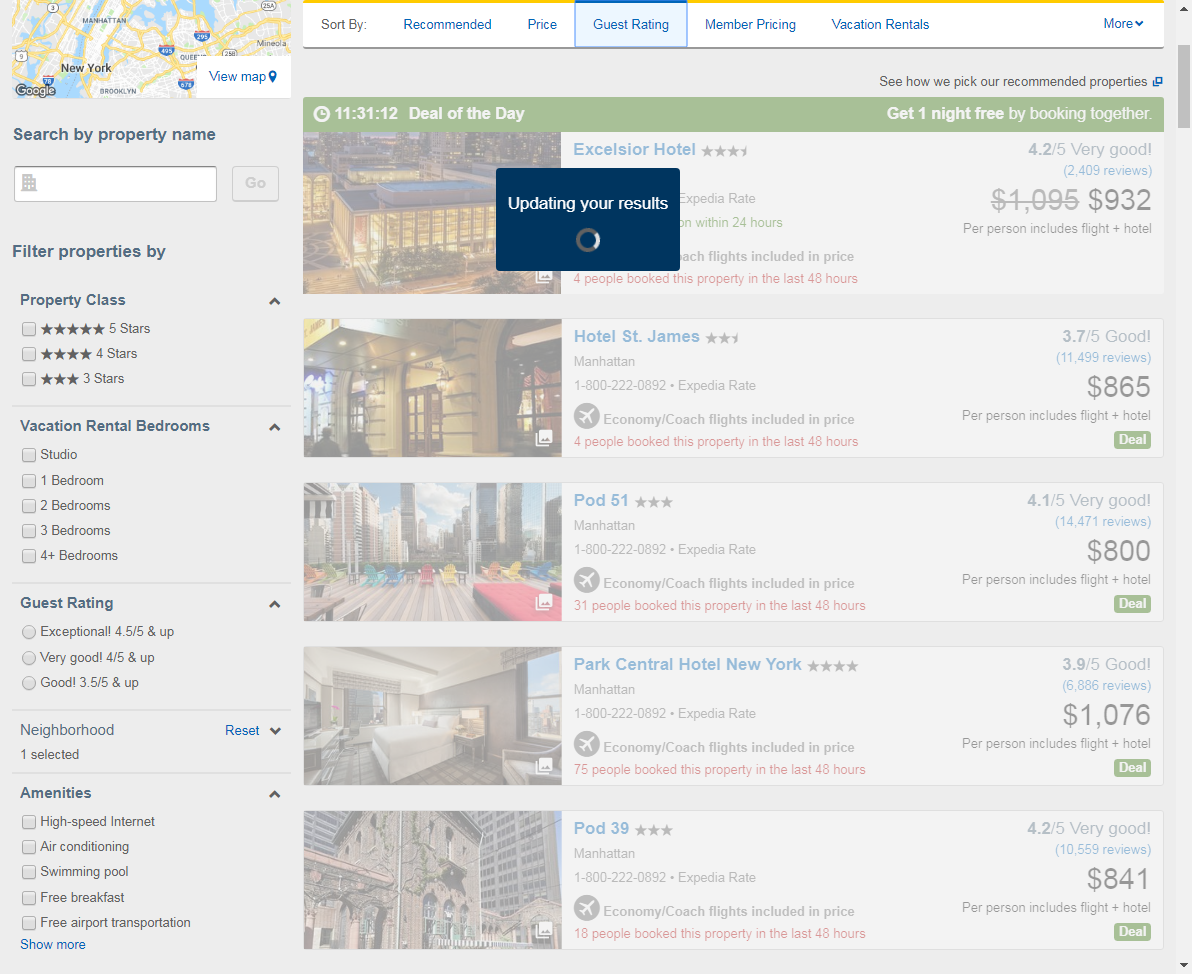 MANHATTAN
3
25A
9
495
295
QUEENS
25B
Mineola
New York
78
678
BROOKLYN
Google
View map
Search by property name
Go
Filter properties by
Property Class
5 Stars
4 Stars
3 Stars
Vacation Rental Bedrooms
Studio
1 Bedroom
2 Bedrooms
3 Bedrooms
4+ Bedrooms
Guest Rating
Exceptional! 4.5/5 & up
Very good! 4/5 & up
Good! 3.5/5 & up
Neighborhood Reset
1 selected
Amenities
High-speed Internet
Air conditioning
Swimming pool
Free breakfast
Free airport transportation
Show more
Sort By: Recommended Price Guest Rating Member Pricing Vacation Rentals More
See how we pick our recommended properties
11:31:12 Deal of the Day Get 1 night free by booking together.
Excelsior Hotel 4.2/5 Very good!
(2,409 reviews)
Updating your results
Expedia Rate $1,095 $932
within 24 hours Per person includes flight + hotel
flights included in price
4 people booked this property in the last 48 hours
Hotel St. James 3.7/5 Good!
Manhattan (11,499 reviews)
1-800-222-0892 • Expedia Rate $865
Economy/Coach flights included in price Per person includes flight + hotel
4 people booked this property in the last 48 hours Deal
Pod 51 4.1/5 Very good!
Manhattan (14,471 reviews)
1-800-222-0892 • Expedia Rate $800
Economy/Coach flights included in price Per person includes flight + hotel
31 people booked this property in the last 48 hours Deal
Park Central Hotel New York 3.9/5 Good!
Manhattan (6,886 reviews)
1-800-222-0892 • Expedia Rate $1,076
Economy/Coach flights included in price Per person includes flight + hotel
75 people booked this property in the last 48 hours Deal
Pod 39 4.2/5 Very good!
Manhattan (10,559 reviews)
1-800-222-0892 • Expedia Rate $841
Economy/Coach flights included in price Per person includes flight + hotel
18 people booked this property in the last 48 hours Deal